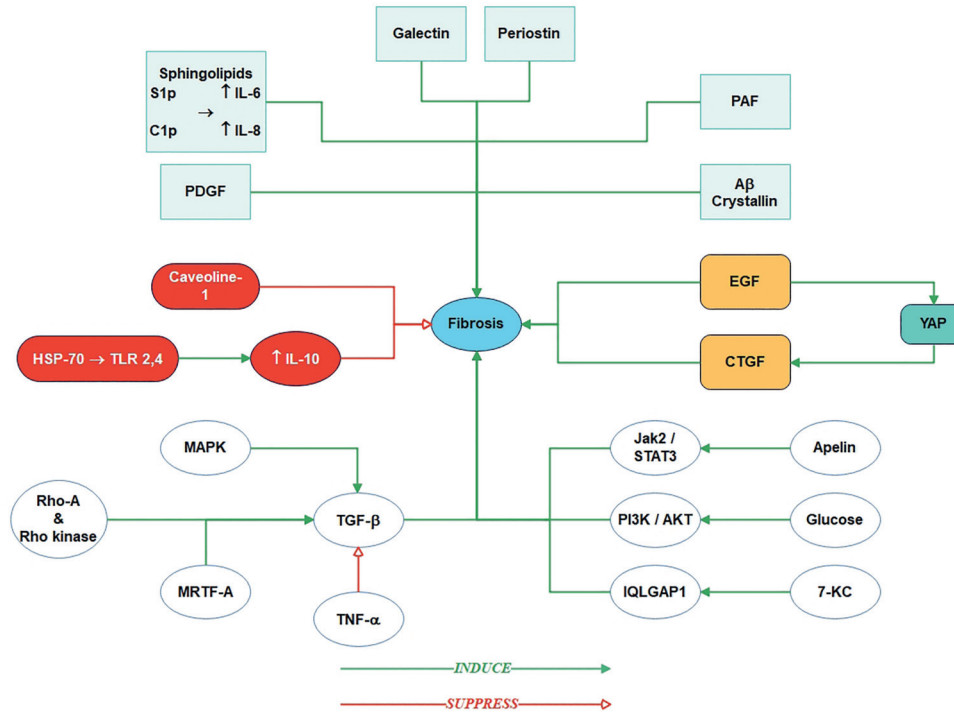 Galectin
Periostin
Sphingolipids
S1p ↑ IL-6
→
C1p ↑ IL-8
PAF
PDGF
Aβ
Crystallin
Caveoline-
1
EGF
Fibrosis
YAP
HSP-70 → TLR 2,4
↑ IL-10
CTGF
MAPK
Jak2 /
STAT3
Apelin
Rho-A
&
Rho kinase
TGF-β
PI3K / AKT
Glucose
MRTF-A
TNF-α
IQLGAP1
7-KC
INDUCE
SUPPRESS